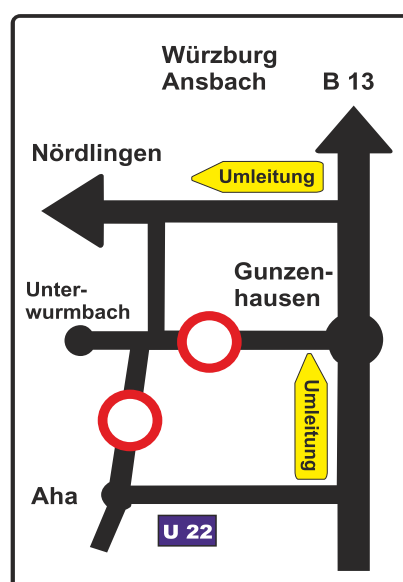 Würzburg
Ansbach
B 13
Nördlingen
Umleitung
Gunzen-
hausen
Unter-
wurmbach
Umleitung
Aha
U 22